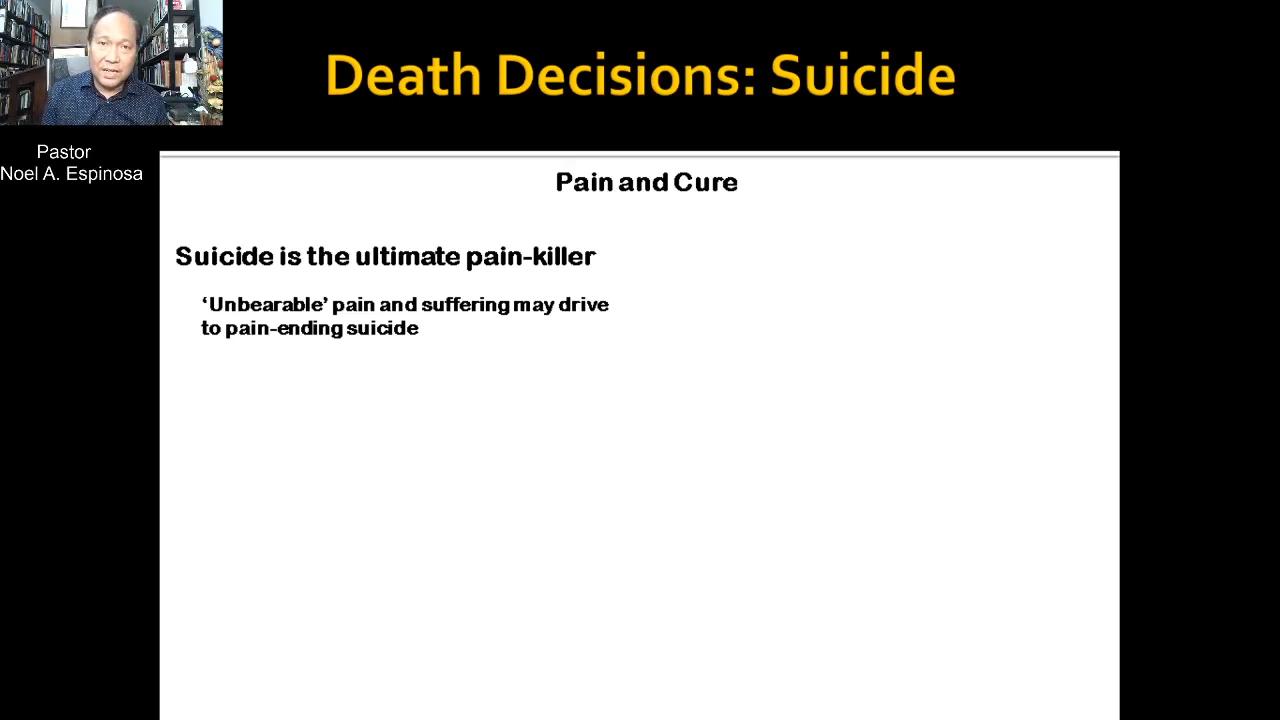 Death Decisions: Suicide
Pastor
Noel A. Espinosa
Pain and Cure
Suicide is the ultimate pain-killer
‘Unbearable’ pain and suffering may drive
to pain-ending suicide